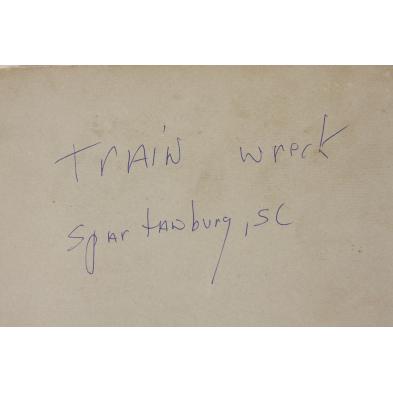 TRAIN wreck
Spartanburg, SC